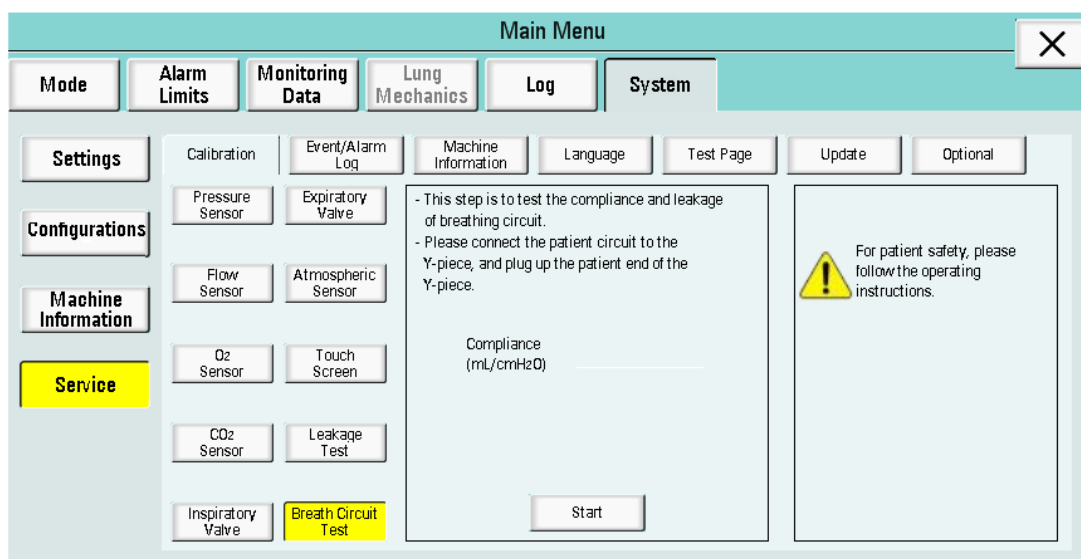 Main Menu
Mode
Alarm
Limits
Monitoring
Data
Lung
Mechanics
Log
System
Settings
Configurations
Machine
Information
Service
Calibration
Event/Alarm
Log
Machine
Information
Language
Test Page
Update
Optional
Pressure
Sensor
Expiratory
Valve
Flow
Sensor
Atmospheric
Sensor
O2
Sensor
Touch
Screen
CO2
Sensor
Leakage
Test
Inspiratory
Valve
Breath Circuit
Test
- This step is to test the compliance and leakage
of breathing circuit.
- Please connect the patient circuit to the
Y-piece, and plug up the patient end of the
Y-piece.
Compliance
(mL/cmH2O)
Start
For patient safety, please
follow the operating
instructions.